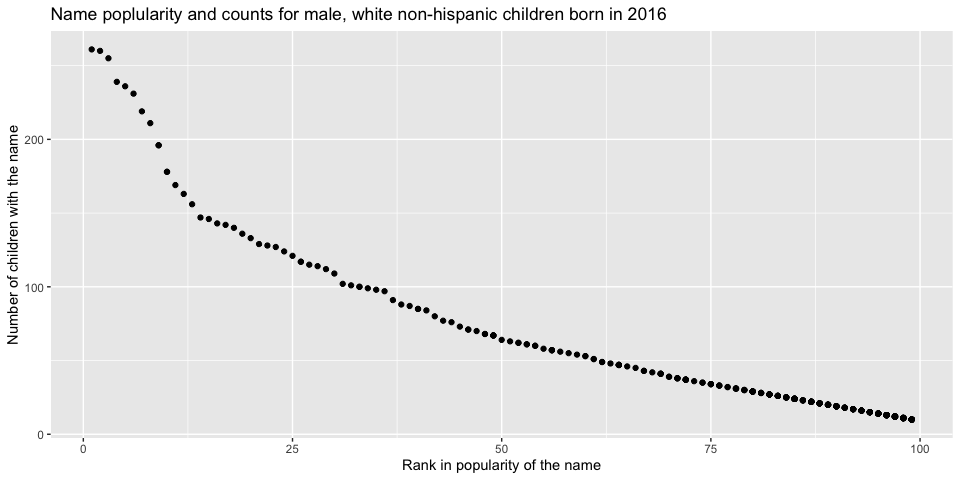 Name poplularity and counts for male, white non-hispanic children born in 2016
Number of children with the name
200
100
0
0 25 50 75 100
Rank in popularity of the name